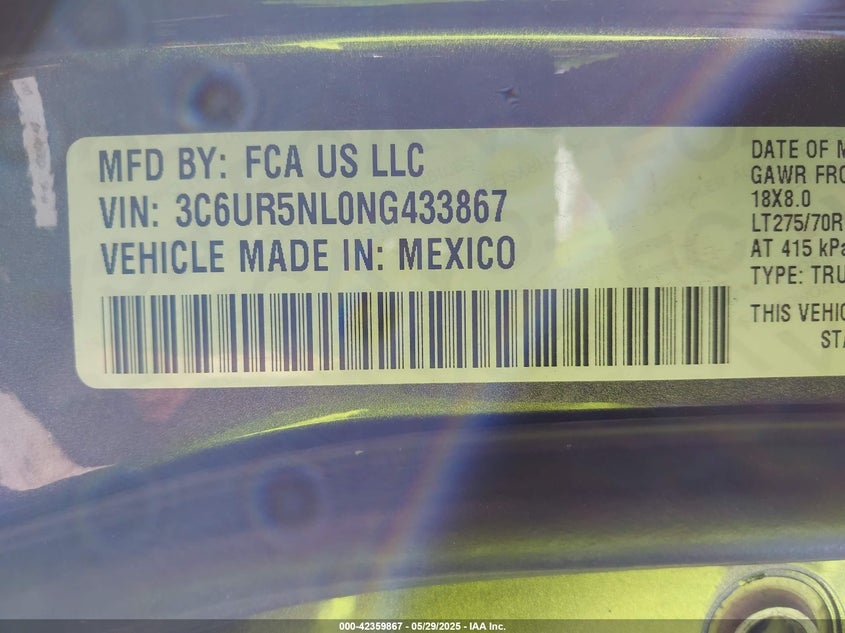 MFD BY: FCA US LLC
VIN: 3C6UR5NL0NG433867
VEHICLE MADE IN: MEXICO
DATE OF M
GAWR FRO
18X8.0
LT275/70R
AT 415 kPa
TYPE: TRU
THIS VEHIC
STA
000-42359867 - 05/29/2025 - IAA Inc.